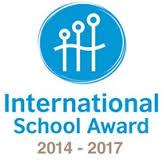 International
School Award
2014 - 2017